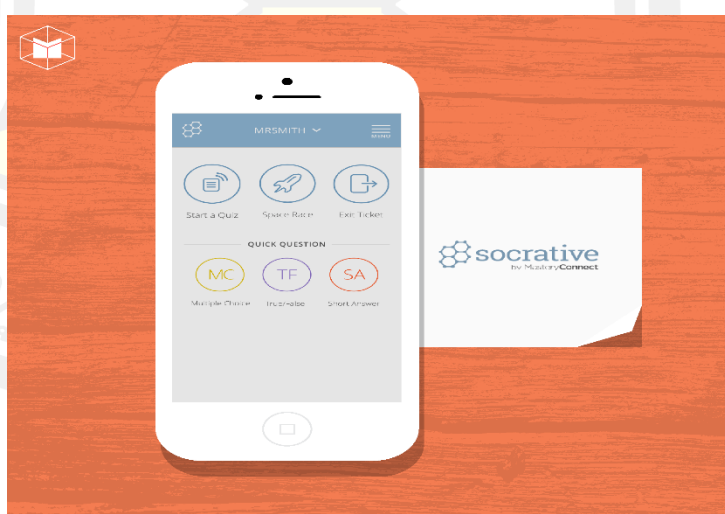 MRSMITH
MENU
Start a Quiz Space Race Exit Ticket
QUICK QUESTION
MC TF SA
Multiple Choice True/False Short Answer
socrative
by MasteryConnect